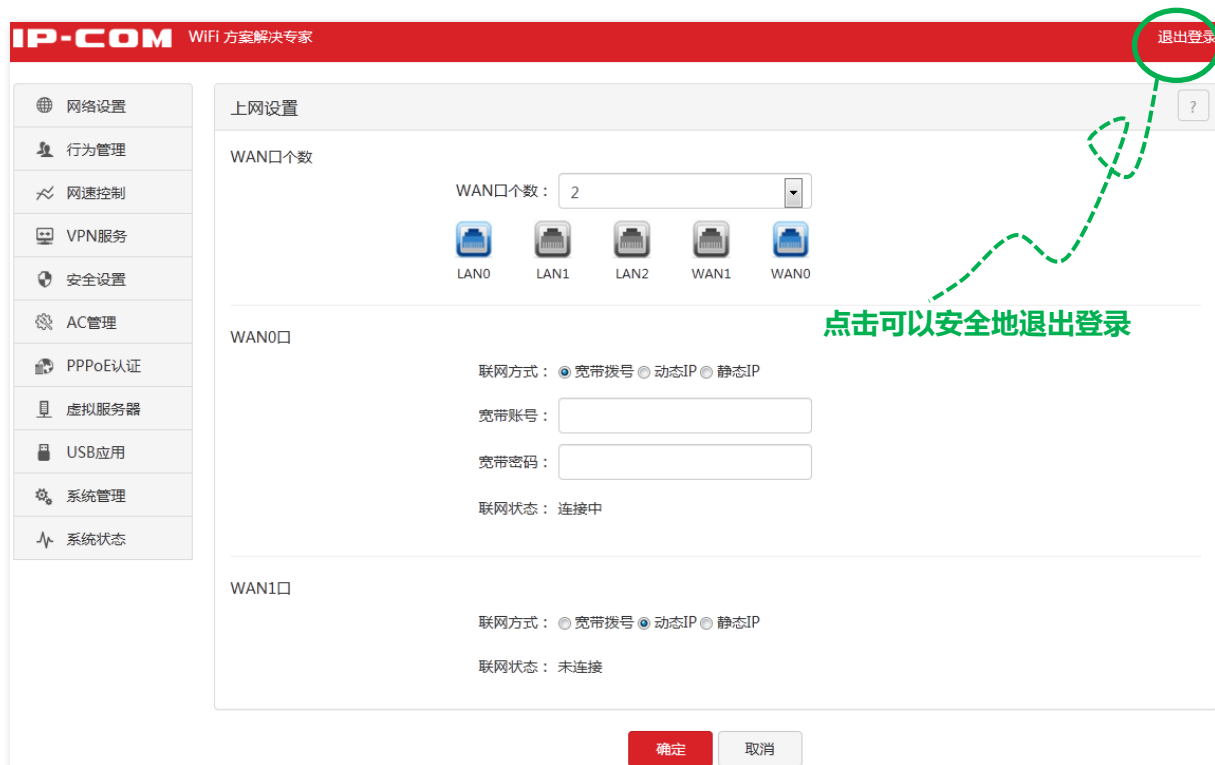 IP-COM WiFi 方案解决专家 退出登录
网络设置
行为管理
网速控制
VPN服务
安全设置
AC管理
PPPoE认证
虚拟服务器
USB应用
系统管理
系统状态
上网设置 ?
WAN口个数
WAN口个数： 2
LAN0 LAN1 LAN2 WAN1 WAN0
点击可以安全地退出登录
WAN0口
联网方式： 宽带拨号 动态IP 静态IP
宽带账号：
宽带密码：
联网状态： 连接中
WAN1口
联网方式： 宽带拨号 动态IP 静态IP
联网状态： 未连接
确定 取消